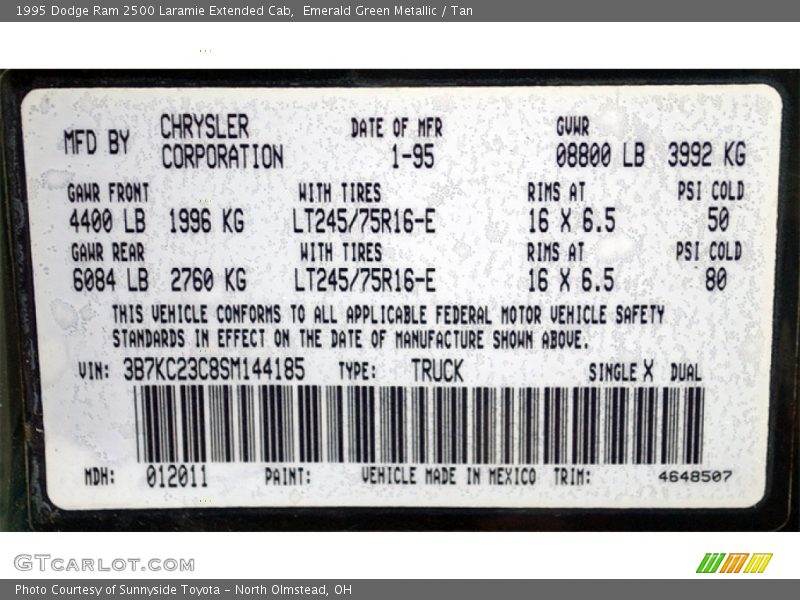 1995 Dodge Ram 2500 Laramie Extended Cab, Emerald Green Metallic / Tan
MFD BY CHRYSLER CORPORATION DATE OF MFR 1-95 GVWR 08800 LB 3992 KG
GAWR FRONT WITH TIRES RIMS AT PSI COLD
4400 LB 1996 KG LT245/75R16-E 16 X 6.5 50
GAWR REAR WITH TIRES RIMS AT PSI COLD
6084 LB 2760 KG LT245/75R16-E 16 X 6.5 80
THIS VEHICLE CONFORMS TO ALL APPLICABLE FEDERAL MOTOR VEHICLE SAFETY
STANDARDS IN EFFECT ON THE DATE OF MANUFACTURE SHOWN ABOVE.
VIN: 3B7KC23C8SM144185 TYPE: TRUCK SINGLE X DUAL
MDH: 012011 PAINT: VEHICLE MADE IN MEXICO TRIM: 4648507
GTCARLOT.COM
Photo Courtesy of Sunnyside Toyota - North Olmstead, OH